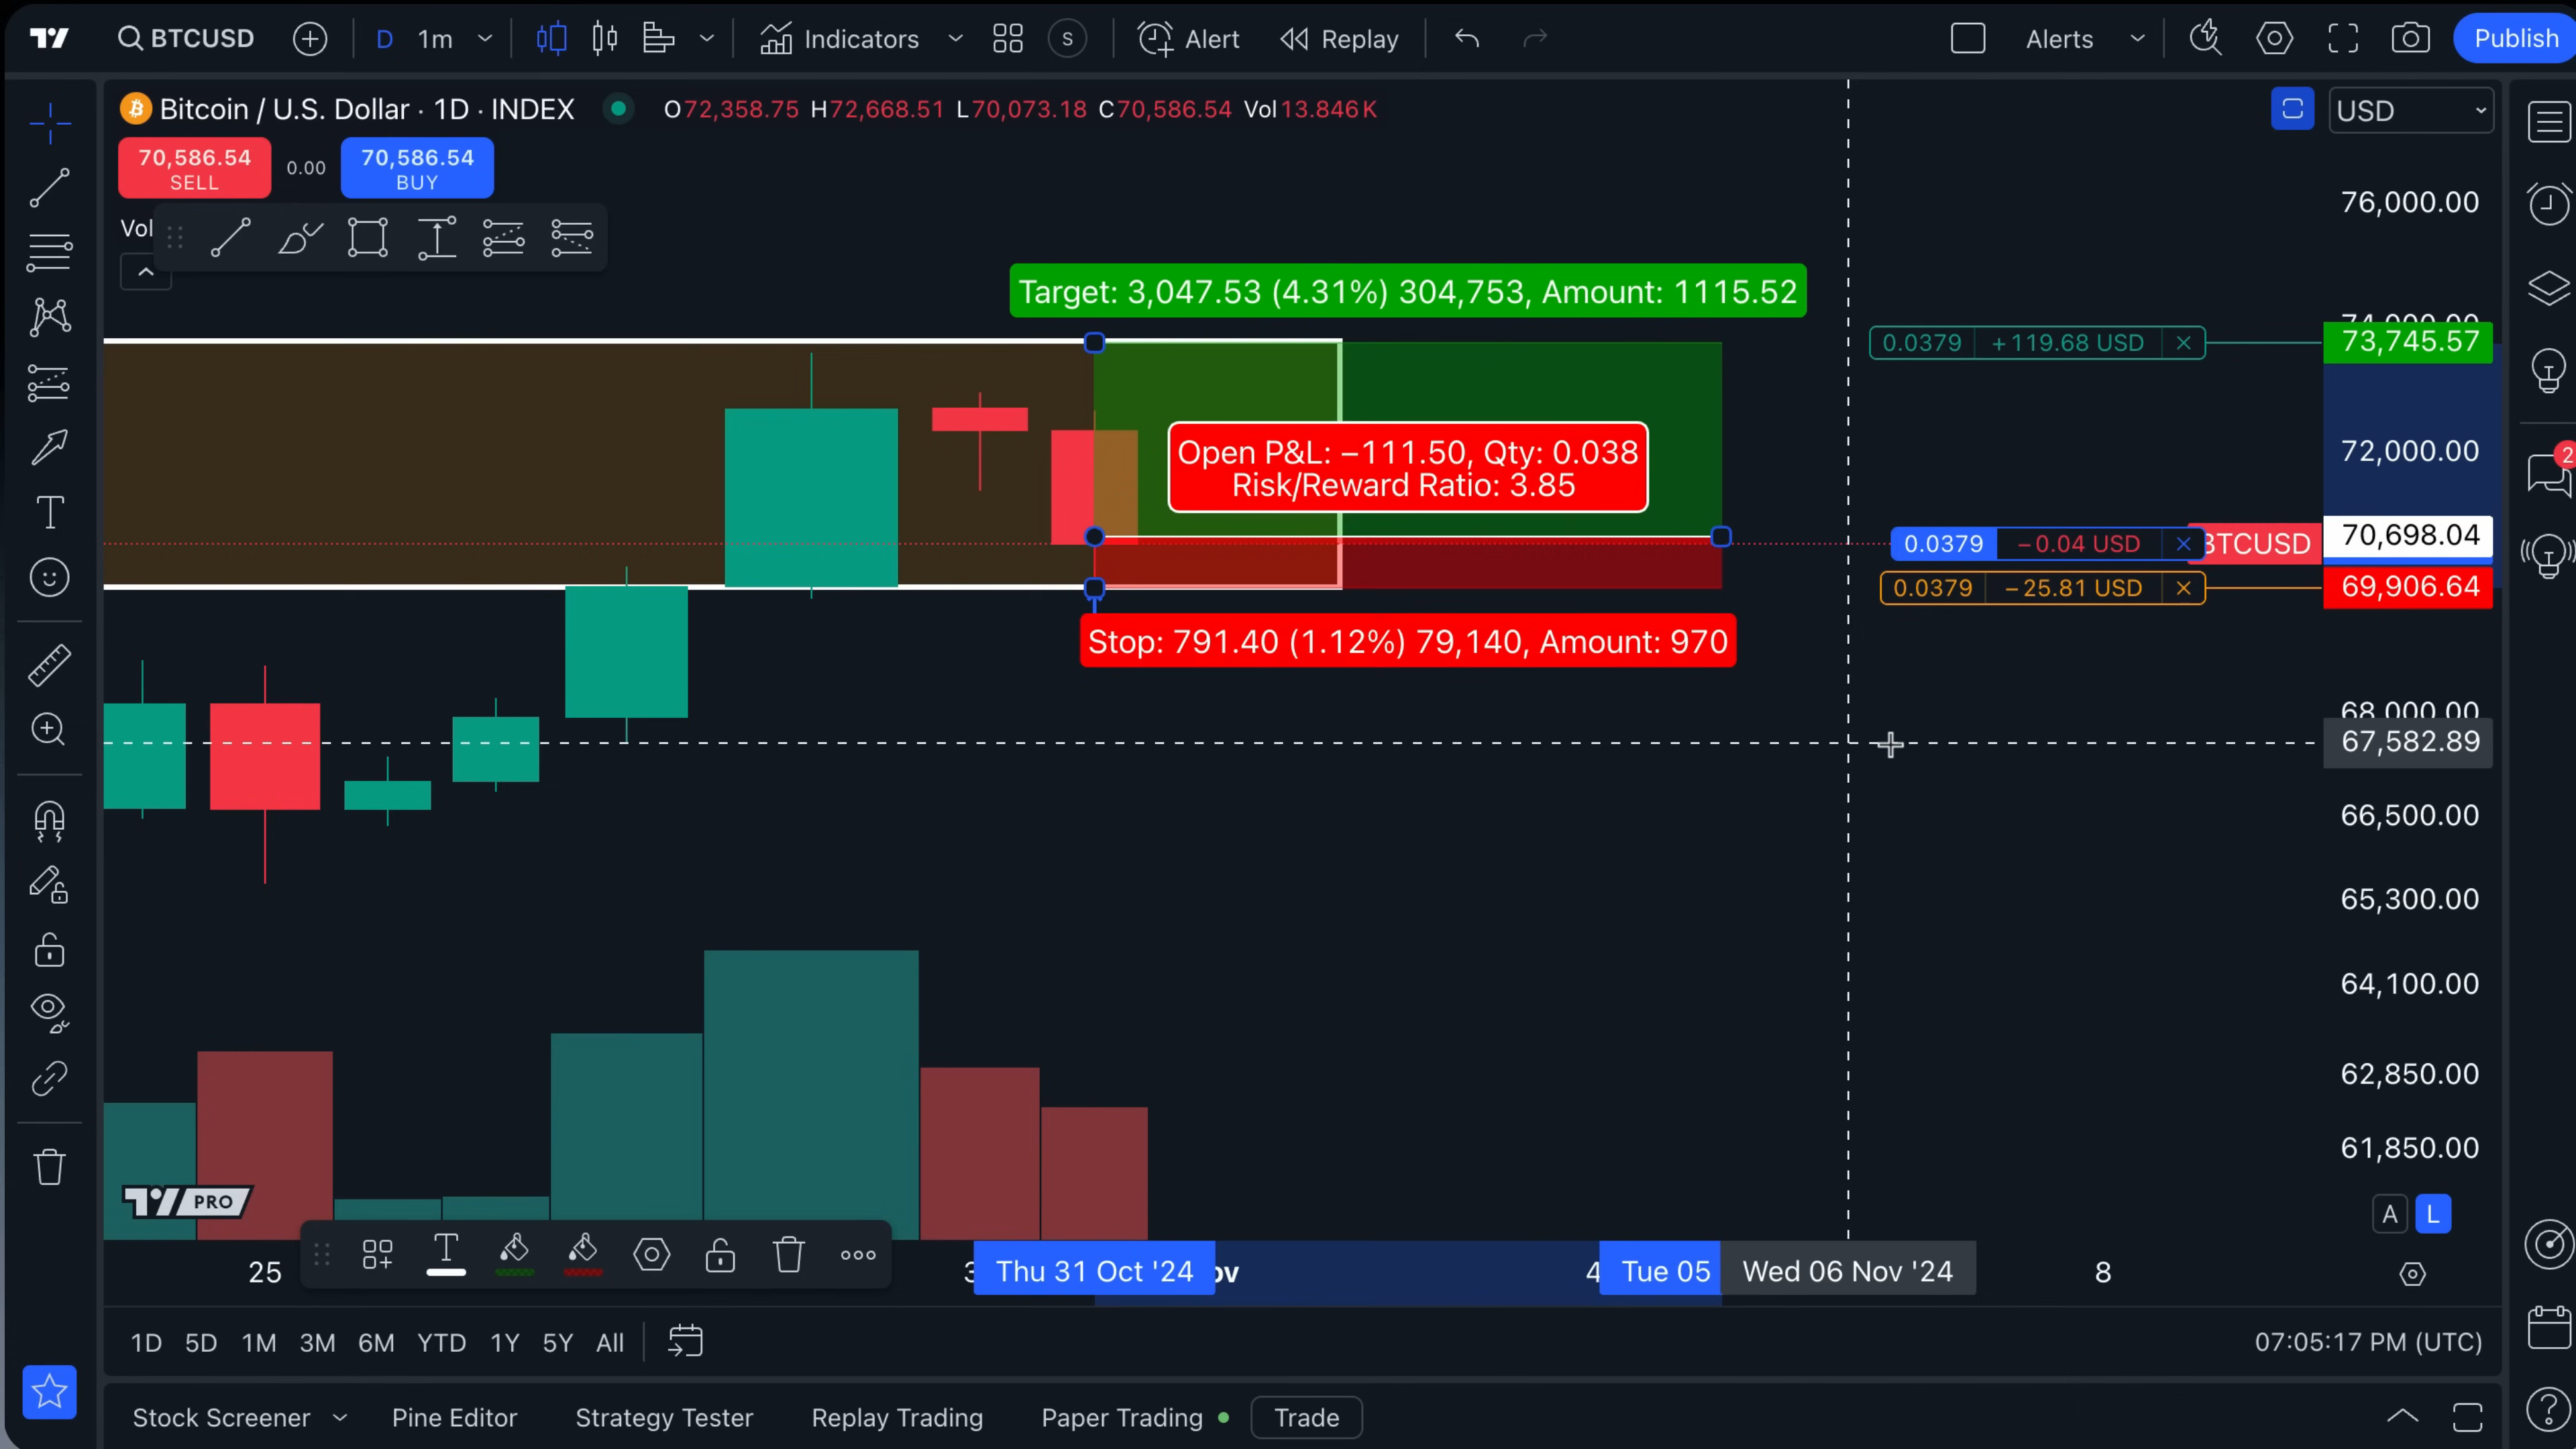 BTCUSD D 1m Indicators S Alert Replay Alerts Publish
Bitcoin / U.S. Dollar · 1D · INDEX O72,358.75 H72,668.51 L70,073.18 C70,586.54 Vol13.846K
USD
70,586.54
SELL
0.00
70,586.54
BUY
Vol
76,000.00
Target: 3,047.53 (4.31%) 304,753, Amount: 1115.52
74,000.00
0.0379 +119.68 USD
73,745.57
Open P&L: −111.50, Qty: 0.038
Risk/Reward Ratio: 3.85
72,000.00
2
0.0379 −0.04 USD
BTCUSD
70,698.04
0.0379 −25.81 USD
69,906.64
Stop: 791.40 (1.12%) 79,140, Amount: 970
68,000.00
67,582.89
66,500.00
65,300.00
64,100.00
62,850.00
61,850.00
PRO
A L
25 Thu 31 Oct '24 4 Tue 05 Wed 06 Nov '24 8
1D 5D 1M 3M 6M YTD 1Y 5Y All
07:05:17 PM (UTC)
Stock Screener Pine Editor Strategy Tester Replay Trading Paper Trading Trade